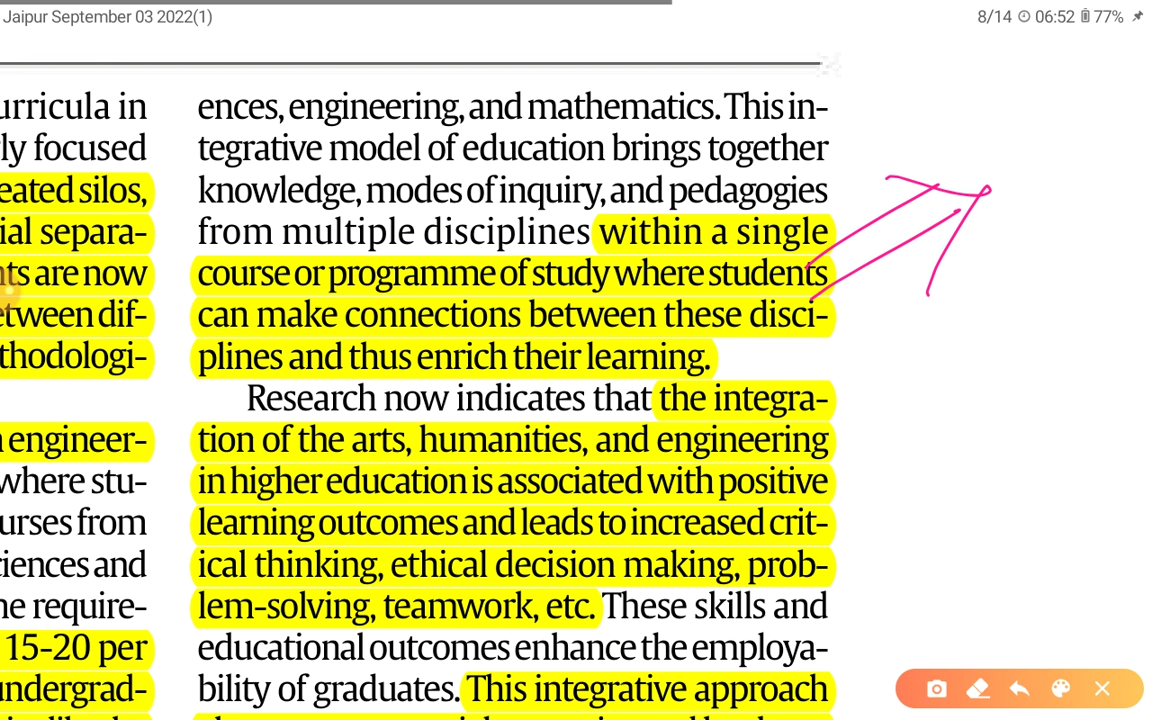 Jaipur September 03 2022(1)
8/14 06:52 77%
urricula in
ly focused
eated silos,
ial separa-
ts are now
etween dif-
thodologi-
engineer-
where stu-
urses from
ciences and
ne require-
15-20 per
undergrad-
ences, engineering, and mathematics. This in-
tegrative model of education brings together
knowledge, modes of inquiry, and pedagogies
from multiple disciplines within a single
course or programme of study where students
can make connections between these disci-
plines and thus enrich their learning.
Research now indicates that the integra-
tion of the arts, humanities, and engineering
in higher education is associated with positive
learning outcomes and leads to increased crit-
ical thinking, ethical decision making, prob-
lem-solving, teamwork, etc. These skills and
educational outcomes enhance the employa-
bility of graduates. This integrative approach